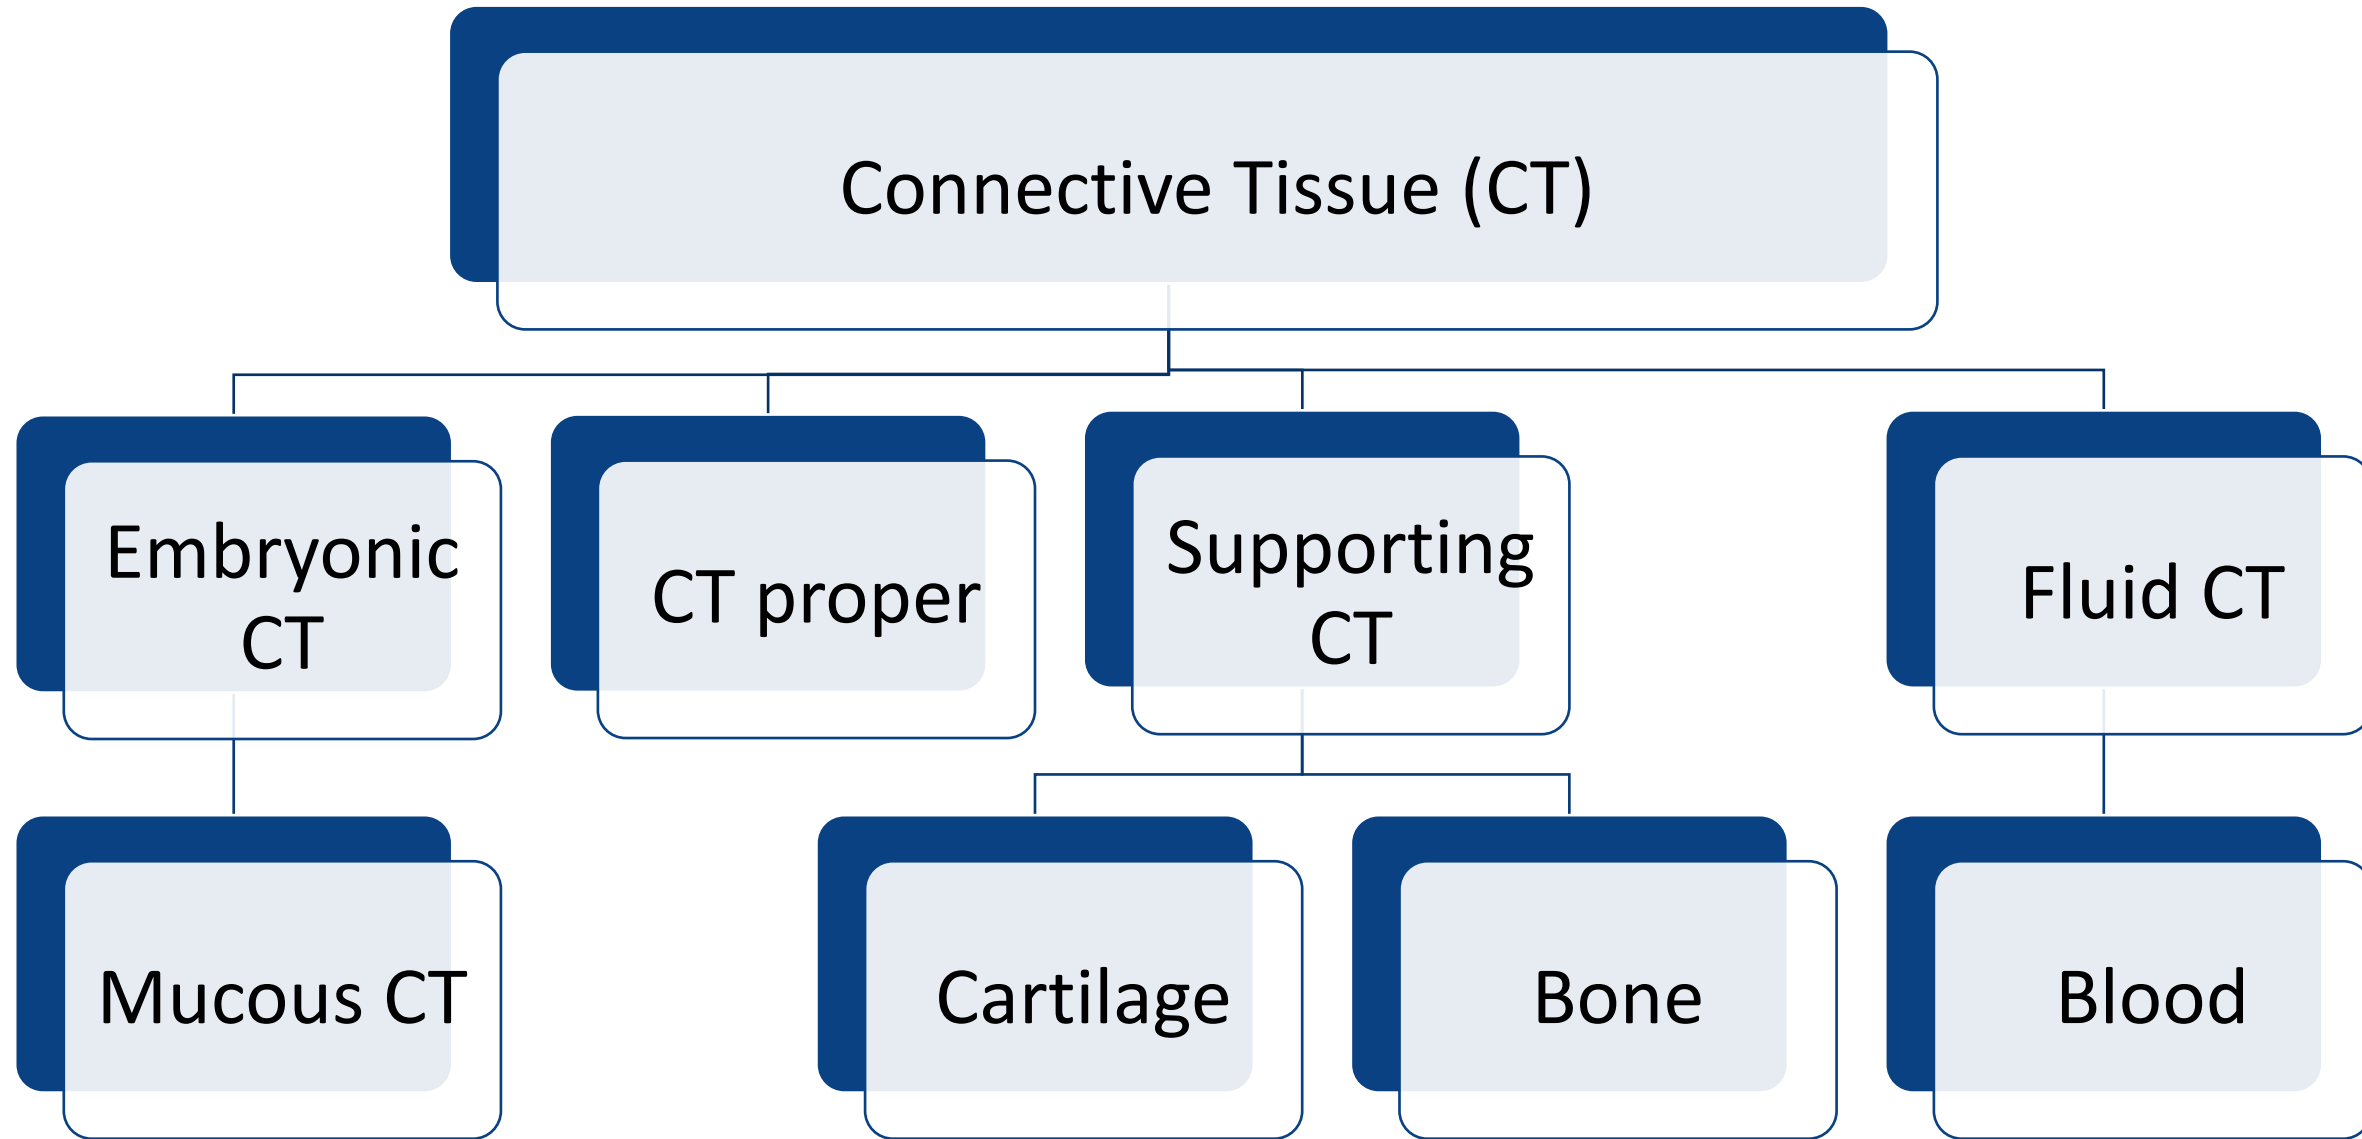 Connective Tissue (CT)
Embryonic
CT
CT proper
Supporting
CT
Fluid CT
Mucous CT
Cartilage
Bone
Blood